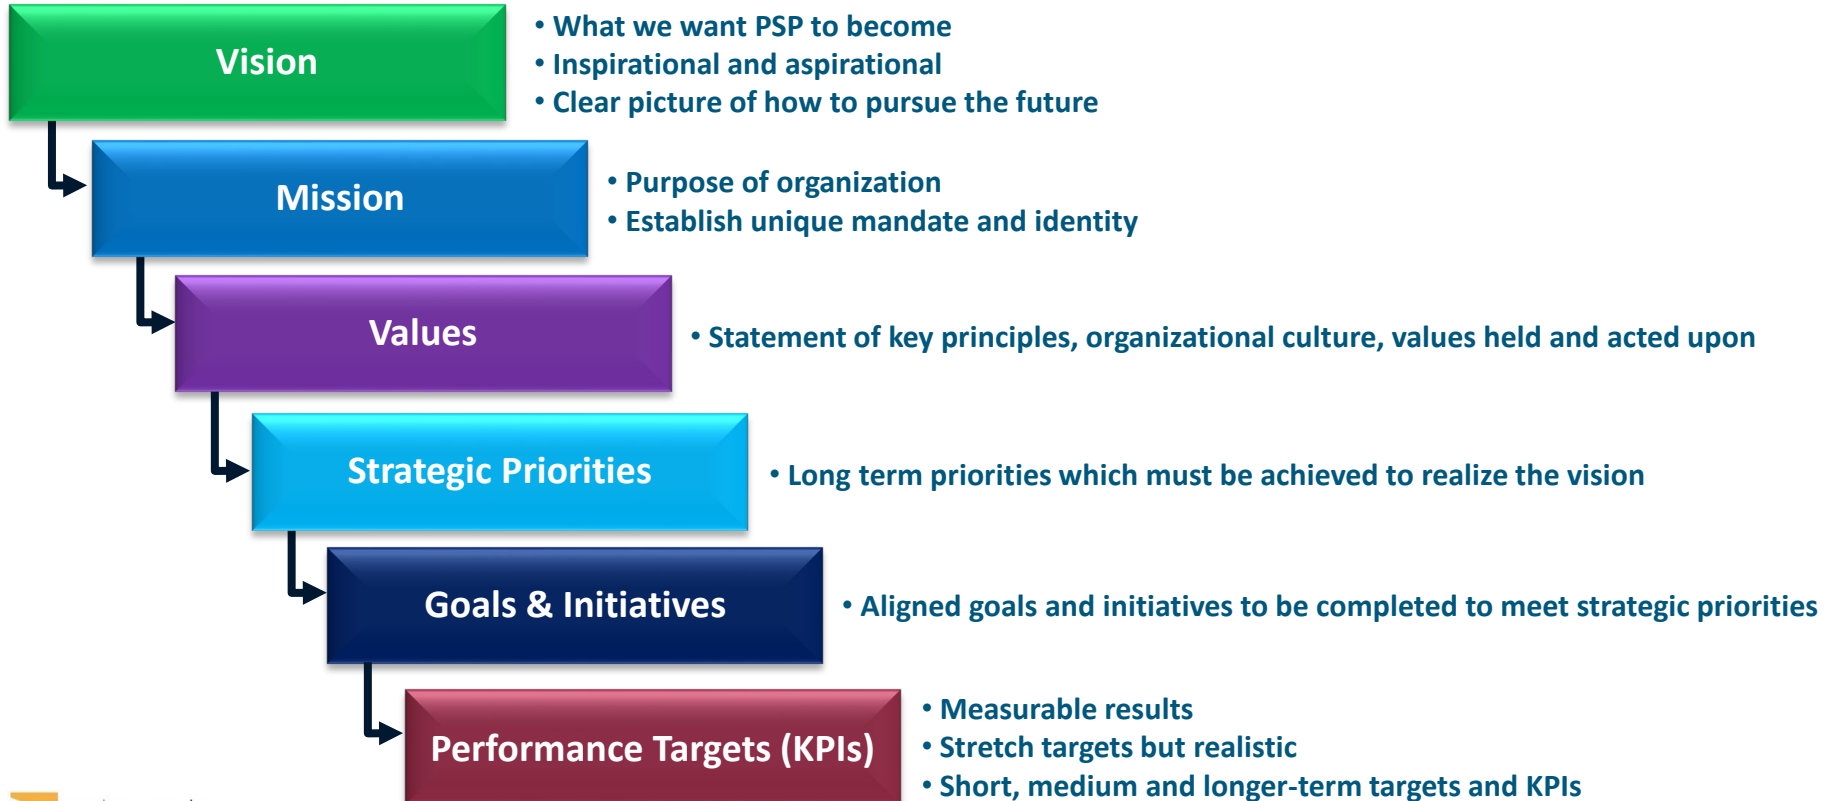 Vision
• What we want PSP to become
• Inspirational and aspirational
• Clear picture of how to pursue the future
Mission
• Purpose of organization
• Establish unique mandate and identity
Values
• Statement of key principles, organizational culture, values held and acted upon
Strategic Priorities
• Long term priorities which must be achieved to realize the vision
Goals & Initiatives
• Aligned goals and initiatives to be completed to meet strategic priorities
Performance Targets (KPIs)
• Measurable results
• Stretch targets but realistic
• Short, medium and longer-term targets and KPIs